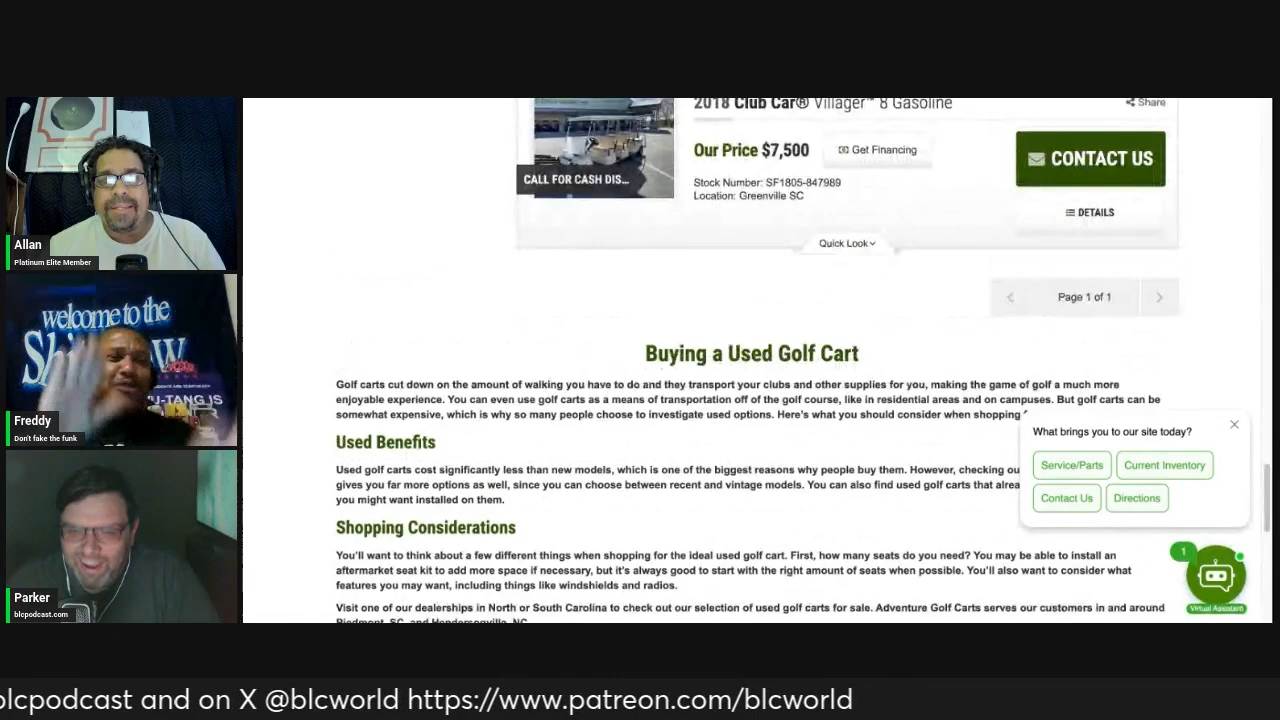 Allan
Platinum Elite Member
welcome to the
Freddy
Don't fake the funk
TANG IS
Parker
blcpodcast.com
2018 Club Car® Villager™ 8 Gasoline
Share
Our Price $7,500
Get Financing
CONTACT US
CALL FOR CASH DIS...
Stock Number: SF1805-847989
Location: Greenville SC
DETAILS
Quick Look
Page 1 of 1
Buying a Used Golf Cart
Golf carts cut down on the amount of walking you have to do and they transport your clubs and other supplies for you, making the game of golf a much more
enjoyable experience. You can even use golf carts as a means of transportation off of the golf course, like in residential areas and on campuses. But golf carts can be
somewhat expensive, which is why so many people choose to investigate used options. Here's what you should consider when shopping
Used Benefits
Used golf carts cost significantly less than new models, which is one of the biggest reasons why people buy them. However, checking ou
gives you far more options as well, since you can choose between recent and vintage models. You can also find used golf carts that alrea
you might want installed on them.
Shopping Considerations
You'll want to think about a few different things when shopping for the ideal used golf cart. First, how many seats do you need? You may be able to install an
aftermarket seat kit to add more space if necessary, but it's always good to start with the right amount of seats when possible. You'll also want to consider what
features you may want, including things like windshields and radios.
Visit one of our dealerships in North or South Carolina to check out our selection of used golf carts for sale. Adventure Golf Carts serves our customers in and around
Piedmont, SC, and Hendersonville, NC
What brings you to our site today?
Service/Parts
Current Inventory
Contact Us
Directions
1
Virtual Assistant
blcpodcast and on X @blcworld https://www.patreon.com/blcworld